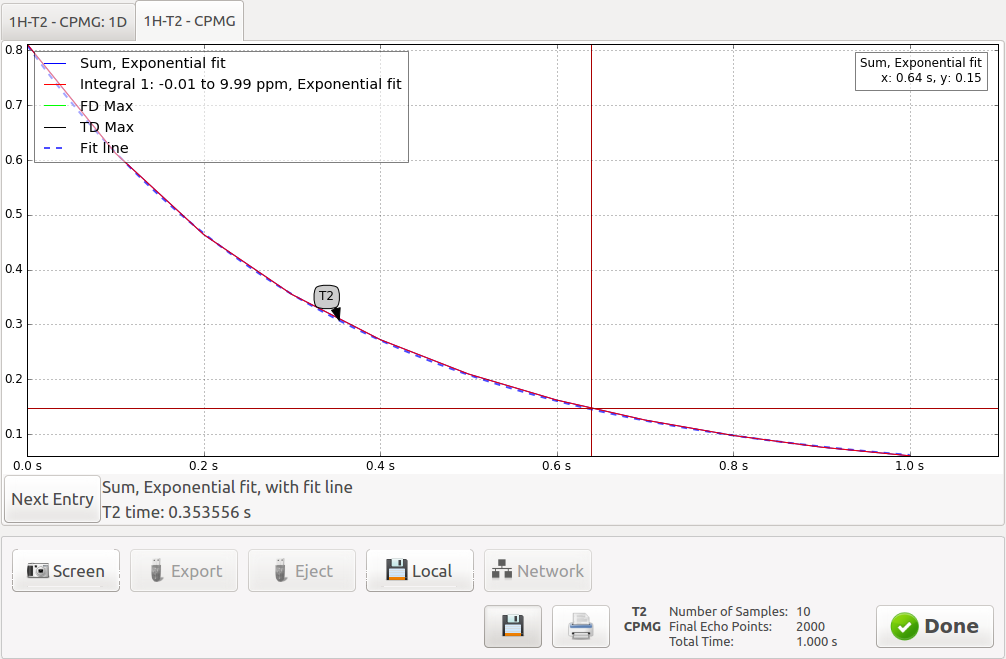 1H-T2 - CPMG: 1D
1H-T2 - CPMG
0.8
0.7
0.6
0.5
0.4
0.3
0.2
0.1
Sum, Exponential fit
Integral 1: -0.01 to 9.99 ppm, Exponential fit
FD Max
TD Max
Fit line
Sum, Exponential fit
x: 0.64 s, y: 0.15
T2
0.0 s
0.2 s
0.4 s
0.6 s
0.8 s
1.0 s
Next Entry
Sum, Exponential fit, with fit line
T2 time: 0.353556 s
Screen
Export
Eject
Local
Network
T2
CPMG
Number of Samples: 10
Final Echo Points: 2000
Total Time: 1.000 s
Done